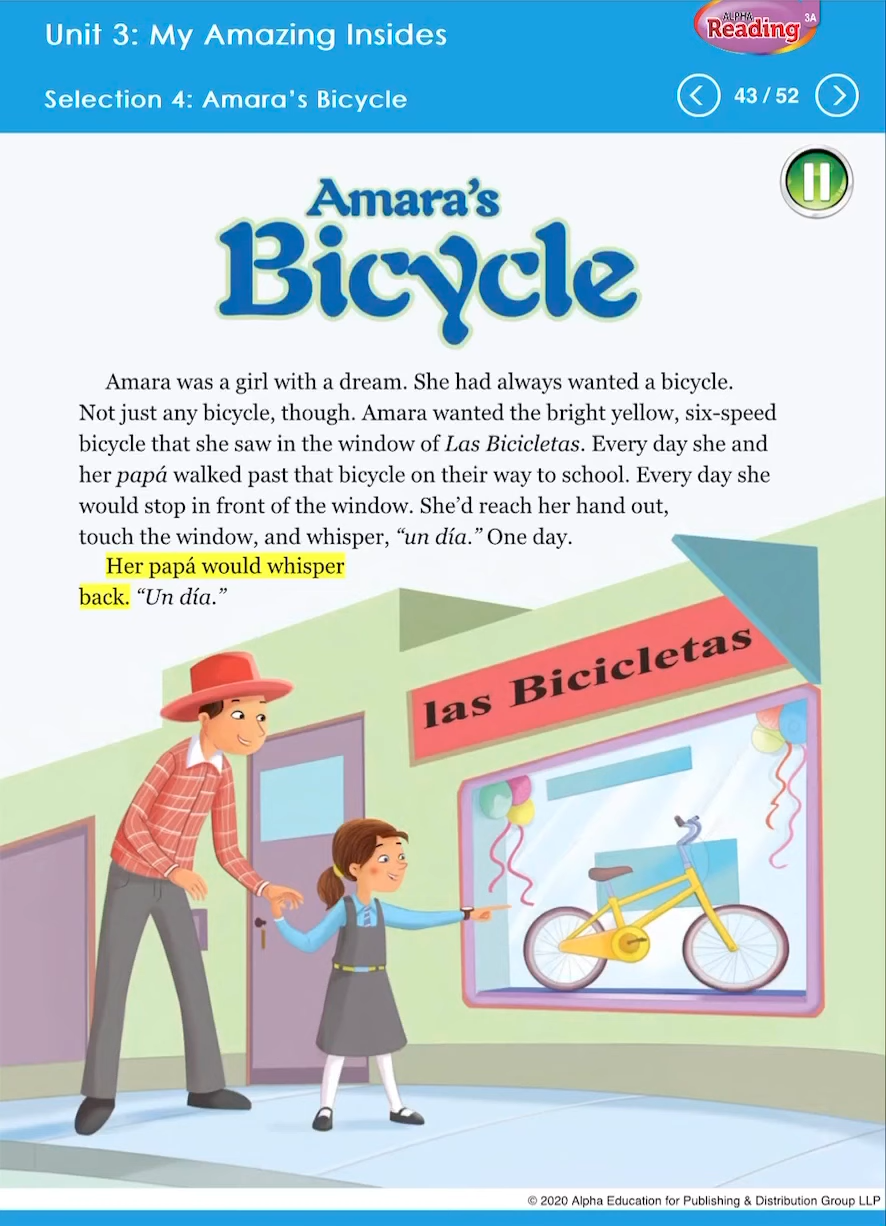 Unit 3: My Amazing Insides
ALPHA
Reading
3A
Selection 4: Amara's Bicycle
43 / 52
Amara's
Bicycle
Amara was a girl with a dream. She had always wanted a bicycle.
Not just any bicycle, though. Amara wanted the bright yellow, six-speed
bicycle that she saw in the window of Las Bicicletas. Every day she and
her papá walked past that bicycle on their way to school. Every day she
would stop in front of the window. She'd reach her hand out,
touch the window, and whisper, “un día.” One day.
Her papá would whisper
back. “Un día.”
las Bicicletas
© 2020 Alpha Education for Publishing & Distribution Group LLP